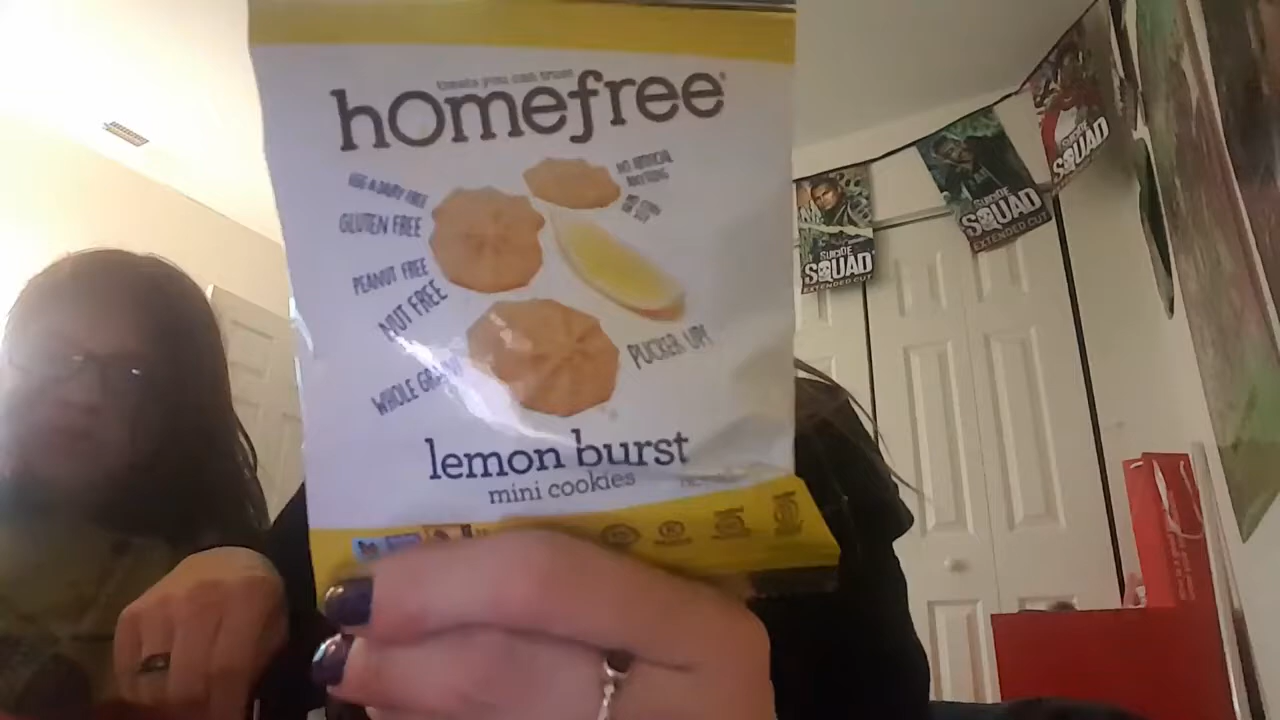 treats you can trust
homefree
EGG & DAIRY FREE
GLUTEN FREE
PEANUT FREE
NUT FREE
WHOLE GRAIN
NO ARTIFICIAL
ANYTHING
PUCKER UP!
lemon burst
mini cookies
SUICIDE
SQUAD
EXTENDED CUT
SUICIDE
SQUAD
EXTENDED CUT
SUICIDE
SQUAD